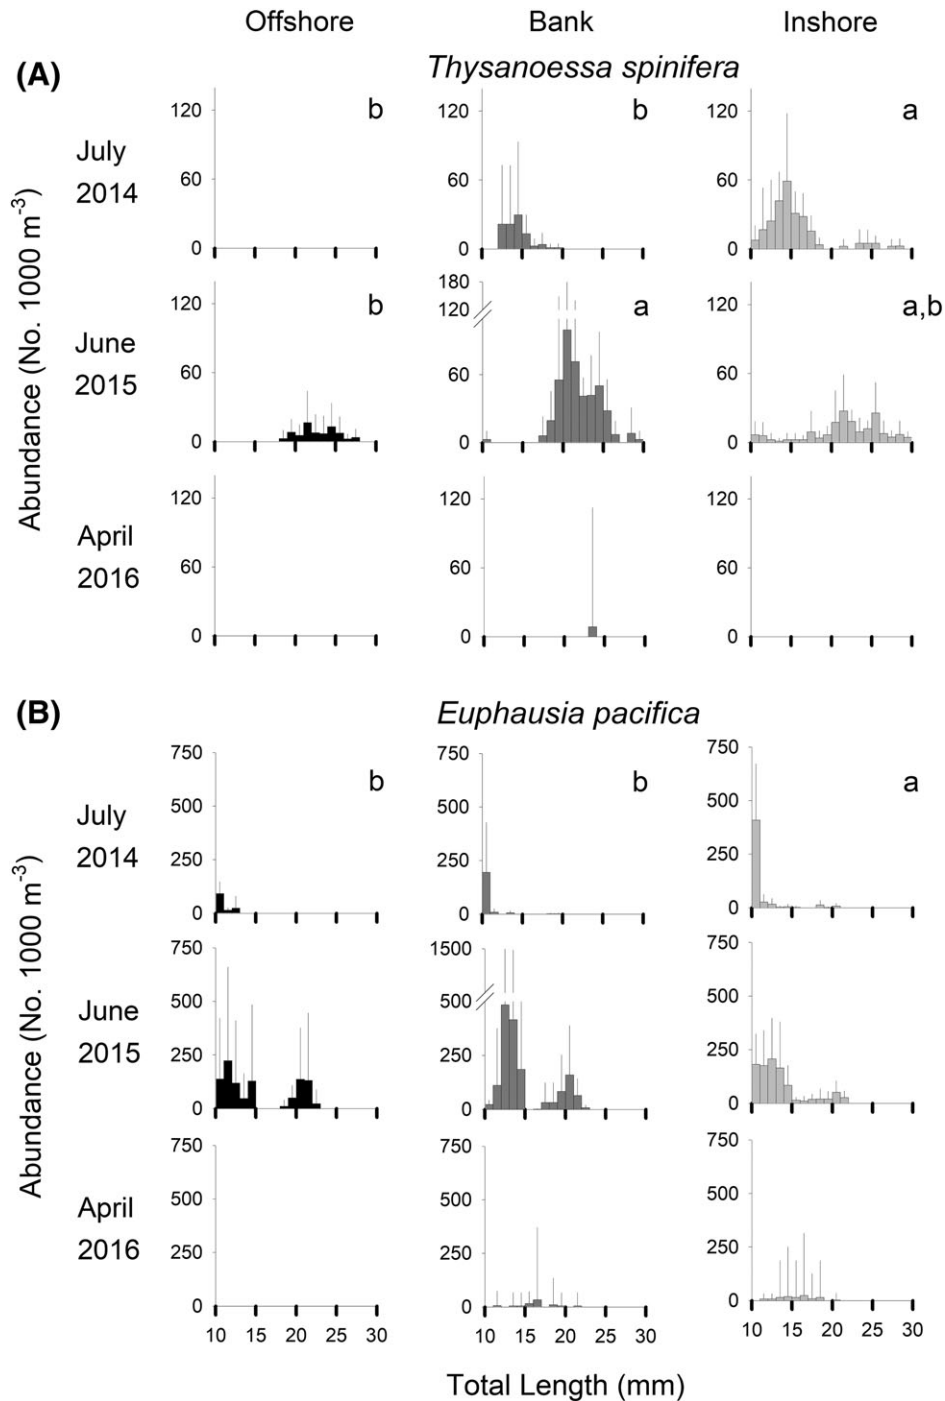 Offshore Bank Inshore
(A) Thysanoessa spinifera
July 2014
120 60 0 b
120 60 0 b
120 60 0 a
June 2015
120 60 0 b
180 120 60 0 a
120 60 0 a,b
April 2016
120 60 0
120 60 0
120 60 0
Abundance (No. 1000 m⁻³)
(B) Euphausia pacifica
July 2014
750 500 250 0 b
750 500 250 0 b
750 500 250 0 a
June 2015
750 500 250 0
1500 500 250 0
750 500 250 0
April 2016
750 500 250 0
750 500 250 0
750 500 250 0
Abundance (No. 1000 m⁻³)
10 15 20 25 30 10 15 20 25 30 10 15 20 25 30
Total Length (mm)